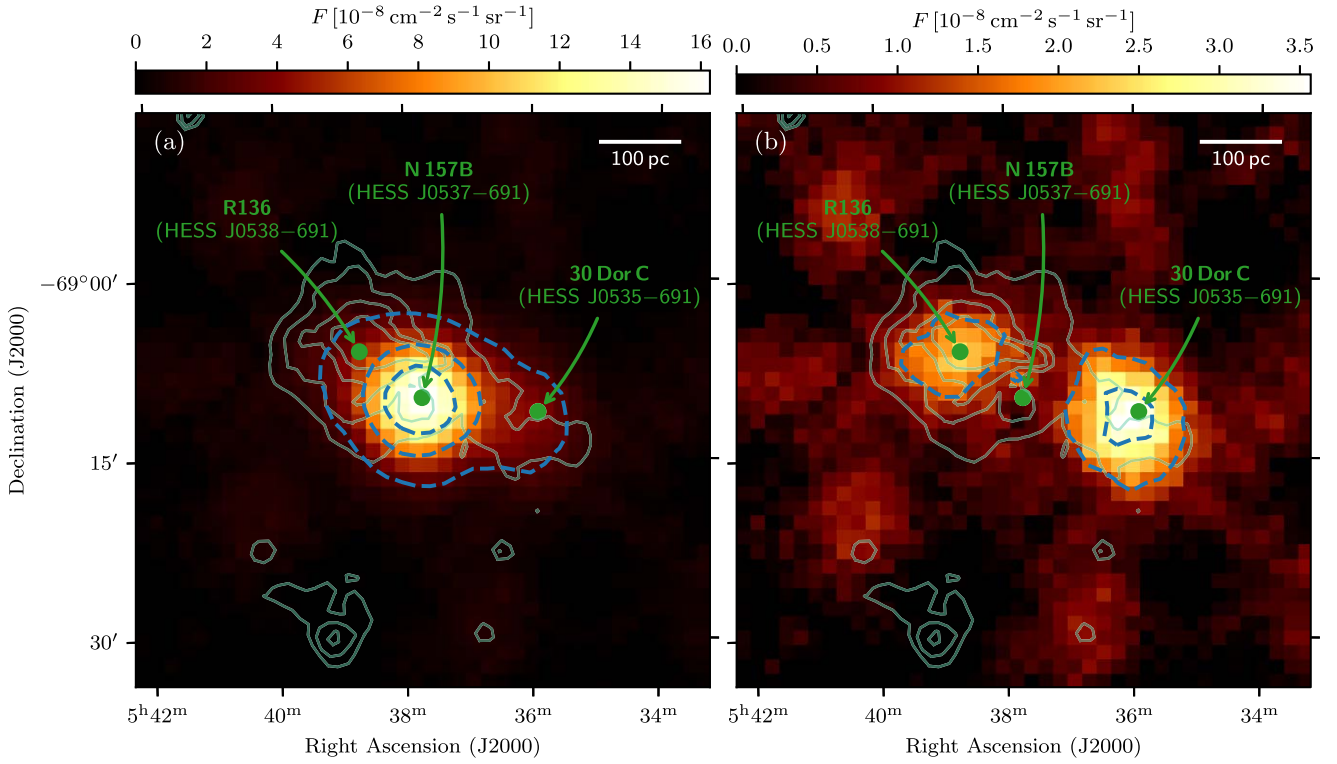 F [10⁻⁸ cm⁻² s⁻¹ sr⁻¹]
0 2 4 6 8 10 12 14 16
(a)
100 pc
N 157B
(HESS J0537−691)
R136
(HESS J0538−691)
30 Dor C
(HESS J0535−691)
−69°00′
15′
30′
Declination (J2000)
5ʰ42ᵐ 40ᵐ 38ᵐ 36ᵐ 34ᵐ
Right Ascension (J2000)
F [10⁻⁸ cm⁻² s⁻¹ sr⁻¹]
0.0 0.5 1.0 1.5 2.0 2.5 3.0 3.5
(b)
100 pc
N 157B
(HESS J0537−691)
R136
(HESS J0538−691)
30 Dor C
(HESS J0535−691)
5ʰ42ᵐ 40ᵐ 38ᵐ 36ᵐ 34ᵐ
Right Ascension (J2000)